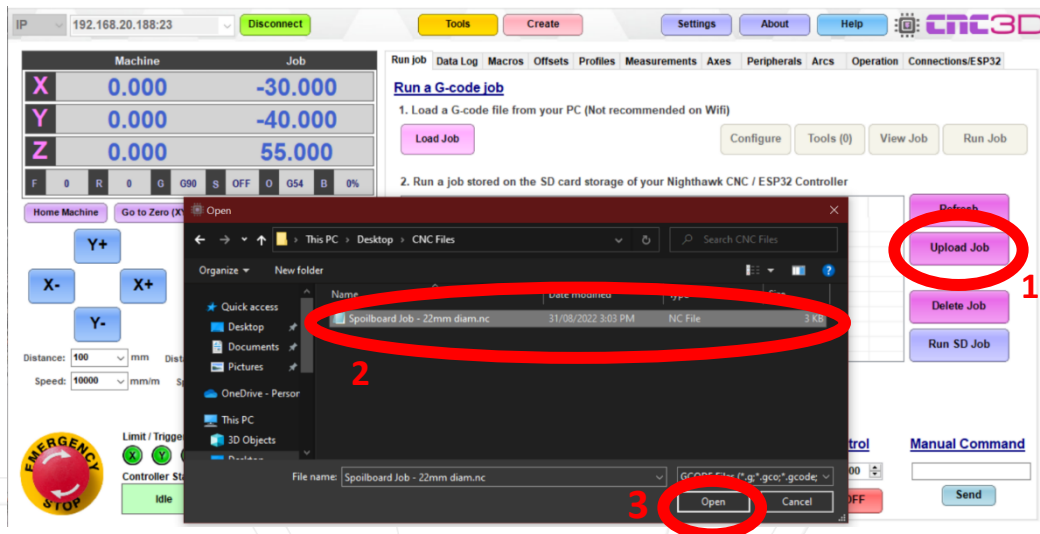 IP 192.168.20.188:23 Disconnect Tools Create Settings About Help CNC3D
Machine Job
X 0.000 -30.000
Y 0.000 -40.000
Z 0.000 55.000
F 0 R 0 G G90 S OFF O G54 B 0%
Run job Data Log Macros Offsets Profiles Measurements Axes Peripherals Arcs Operation Connections/ESP32
Run a G-code job
1. Load a G-code file from your PC (Not recommended on Wifi)
Load Job Configure Tools (0) View Job Run Job
2. Run a job stored on the SD card storage of your Nighthawk CNC / ESP32 Controller
Home Machine Go to Zero (X
Refresh
Upload Job
1
Delete Job
Run SD Job
Y+
X- X+
Y-
Distance: 100 mm Dist
Speed: 10000 mm/m
Open
This PC > Desktop > CNC Files
Search CNC Files
Organize New folder
Name Date modified Type Size
Spoilboard Job - 22mm diam.nc 31/08/2022 3:03 PM NC File 3 KB
2
Quick access
Desktop
Documents
Pictures
OneDrive - Person
This PC
3D Objects
Desktop
File name: Spoilboard Job - 22mm diam.nc GCODE Files (*.g;*.gco;*.gcode;
3
Open Cancel
EMERGENCY
STOP
Limit / Trigge
X Y
Controller St
Idle
trol
00
OFF
Manual Command
Send